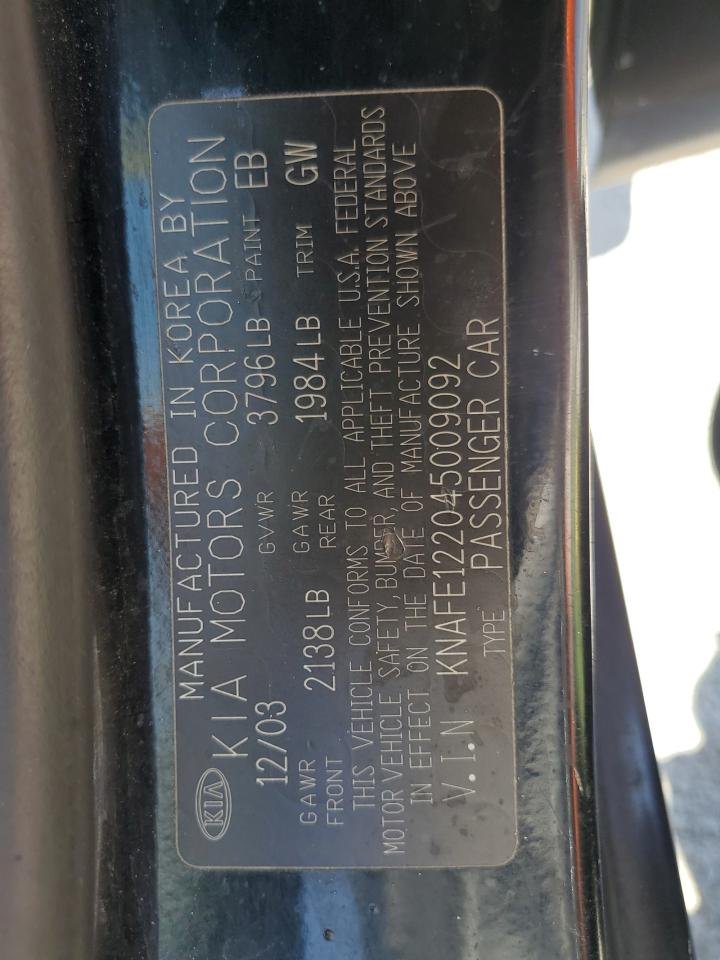 MANUFACTURED IN KOREA BY
KIA KIA MOTORS CORPORATION
12/03 GVWR 3796LB PAINT EB
GAWR FRONT 2138LB GAWR REAR 1984LB TRIM GW
THIS VEHICLE CONFORMS TO ALL APPLICABLE U.S.A. FEDERAL
MOTOR VEHICLE SAFETY, BUMPER, AND THEFT PREVENTION STANDARDS
IN EFFECT ON THE DATE OF MANUFACTURE SHOWN ABOVE
V.I.N KNAFE122045009092
TYPE PASSENGER CAR